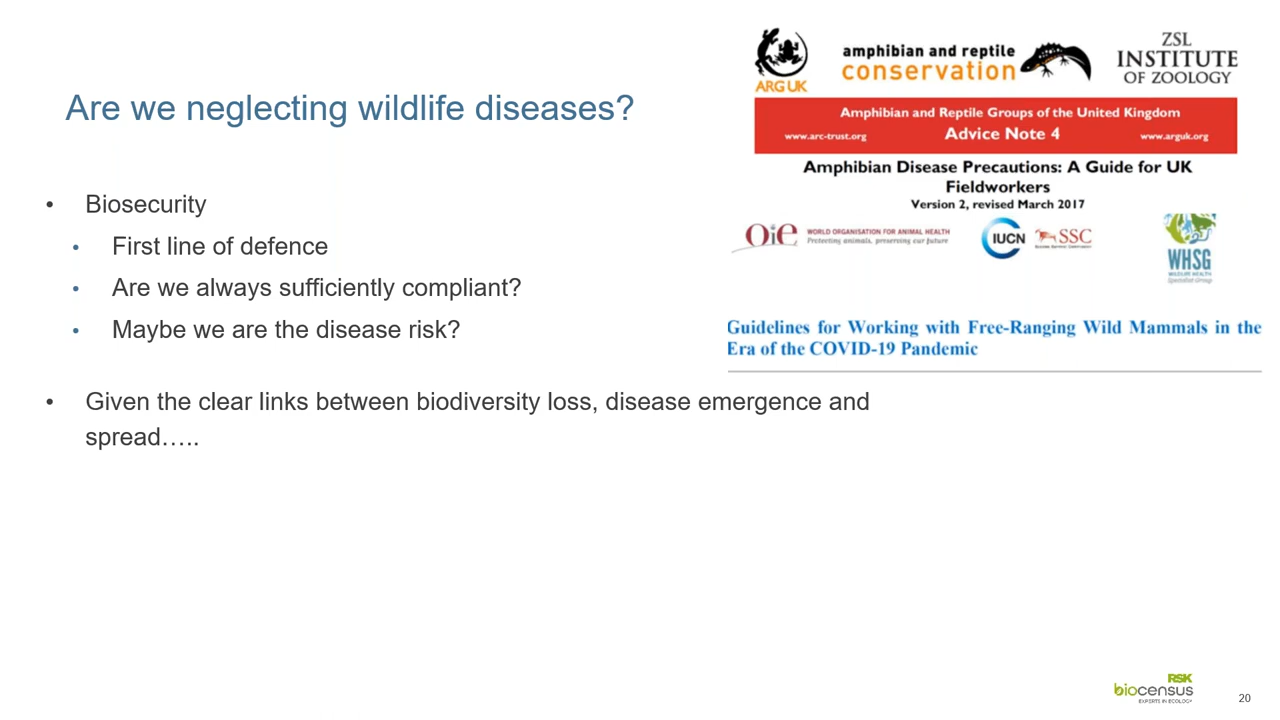 Are we neglecting wildlife diseases?
• Biosecurity
• First line of defence
• Are we always sufficiently compliant?
• Maybe we are the disease risk?
• Given the clear links between biodiversity loss, disease emergence and
spread…..
ARG UK
amphibian and reptile
conservation
ZSL
INSTITUTE
OF ZOOLOGY
Amphibian and Reptile Groups of the United Kingdom
www.arc-trust.org Advice Note 4 www.arguk.org
Amphibian Disease Precautions: A Guide for UK
Fieldworkers
Version 2, revised March 2017
Oie WORLD ORGANISATION FOR ANIMAL HEALTH
Protecting animals, preserving our future
IUCN
SSC
WHSG
WILDLIFE HEALTH
Specialist Group
Guidelines for Working with Free-Ranging Wild Mammals in the
Era of the COVID-19 Pandemic
RSK
biocensus
EXPERTS IN ECOLOGY
20